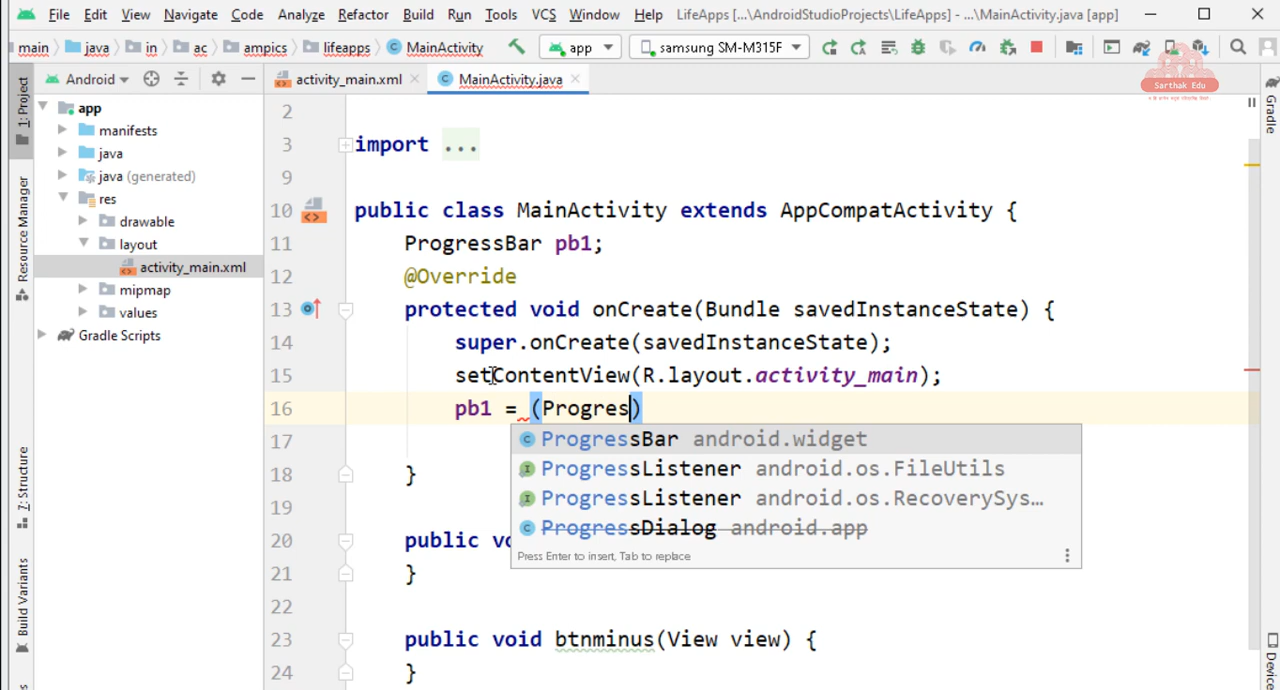 File Edit View Navigate Code Analyze Refactor Build Run Tools VCS Window Help LifeApps [...\AndroidStudioProjects\LifeApps] - ...\MainActivity.java [app]
main java in ac ampics lifeapps MainActivity app samsung SM-M315F
Android activity_main.xml MainActivity.java
Sarthak Edu
1: Project
Resource Manager
7: Structure
Build Variants
app
manifests
java
java (generated)
res
drawable
layout
activity_main.xml
mipmap
values
Gradle Scripts
2
3 import ...
9
10 public class MainActivity extends AppCompatActivity {
11 ProgressBar pb1;
12 @Override
13 protected void onCreate(Bundle savedInstanceState) {
14 super.onCreate(savedInstanceState);
15 setContentView(R.layout.activity_main);
16 pb1 = (Progres)
17
ProgressBar android.widget
ProgressListener android.os.FileUtils
ProgressListener android.os.RecoverySys...
ProgressDialog android.app
Press Enter to insert, Tab to replace
18 }
19
20 public vo
21 }
22
23 public void btnminus(View view) {
24 }
Gradle
Device